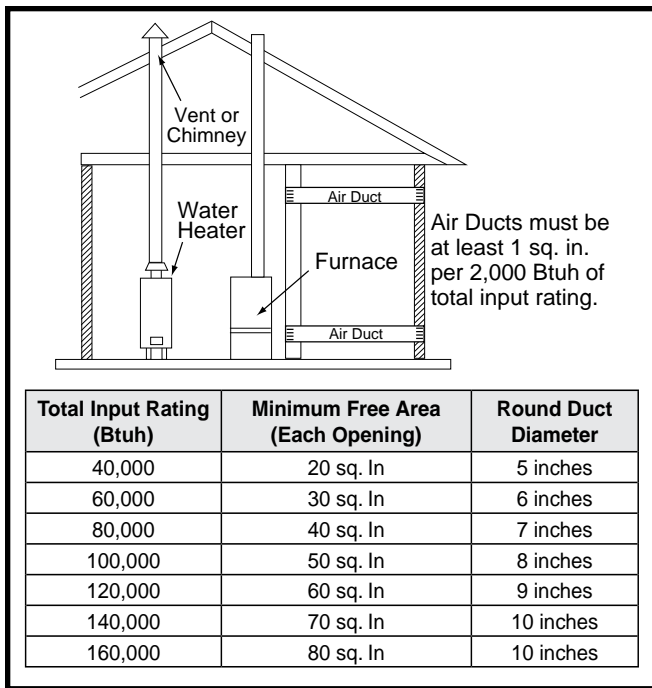 Vent or
Chimney
Air Duct
Water
Heater
Air Ducts must be
at least 1 sq. in.
per 2,000 Btuh of
total input rating.
Furnace
Air Duct
Total Input Rating (Btuh) Minimum Free Area (Each Opening) Round Duct Diameter
40,000 20 sq. In 5 inches
60,000 30 sq. In 6 inches
80,000 40 sq. In 7 inches
100,000 50 sq. In 8 inches
120,000 60 sq. In 9 inches
140,000 70 sq. In 10 inches
160,000 80 sq. In 10 inches